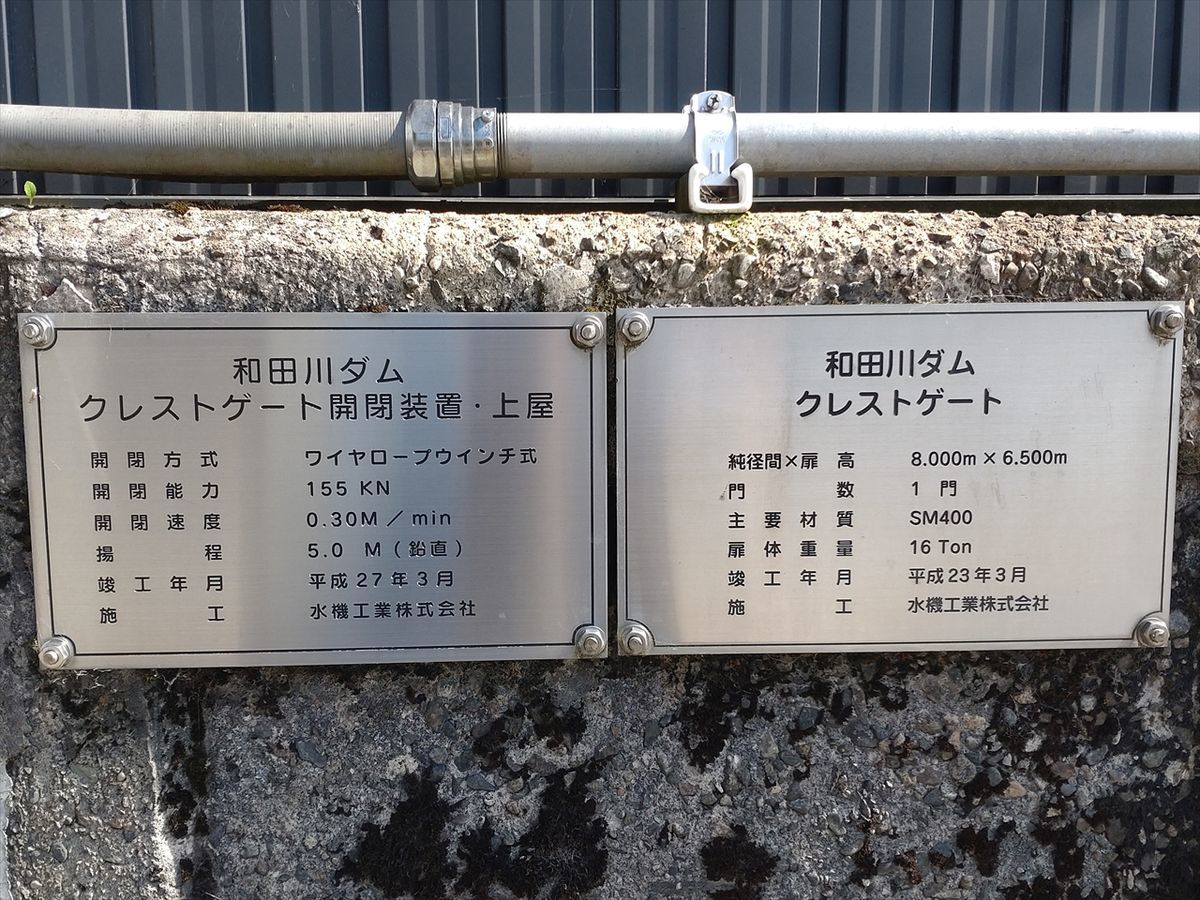 和田川ダム
クレストゲート開閉装置・上屋
開閉方式 ワイヤロープウインチ式
開閉能力 155 KN
開閉速度 0.30M／min
揚程 5.0 M (鉛直)
竣工年月 平成27年3月
施工 水機工業株式会社
和田川ダム
クレストゲート
純径間×扉高 8.000m×6.500m
門数 1 門
主要材質 SM400
扉体重量 16 Ton
竣工年月 平成23年3月
施工 水機工業株式会社